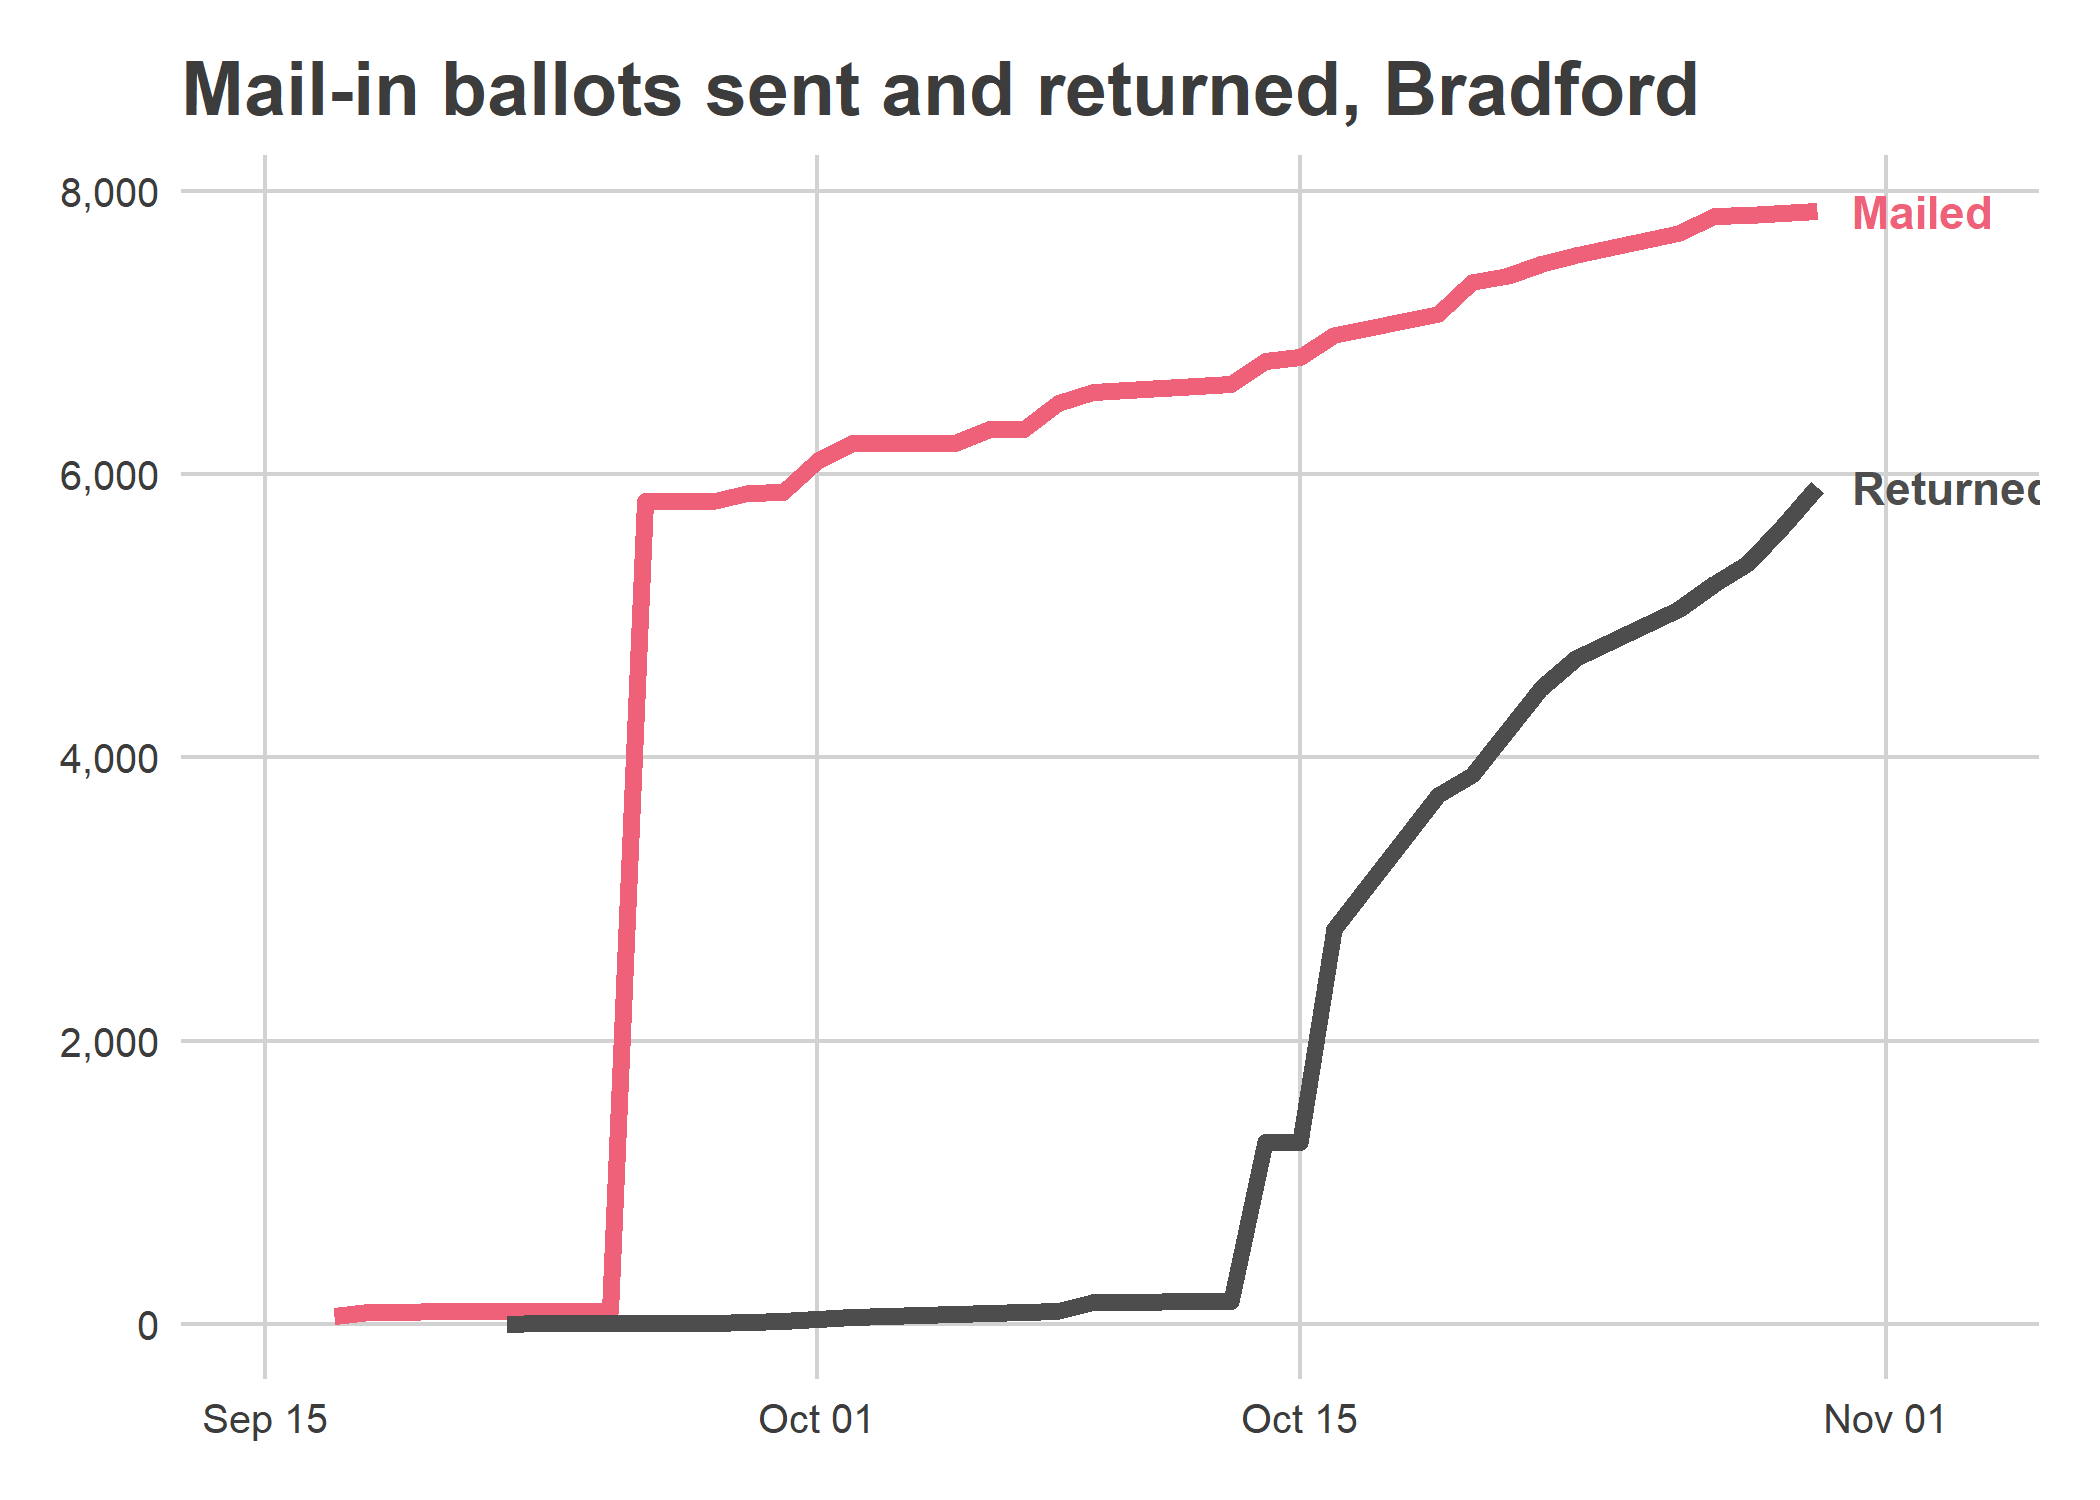 Mail-in ballots sent and returned, Bradford
8,000
Mailed
6,000
Returned
4,000
2,000
0
Sep 15
Oct 01
Oct 15
Nov 01